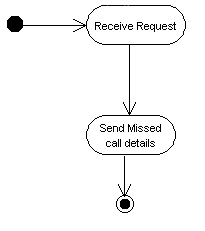 Receive Request
Send Missed
call details